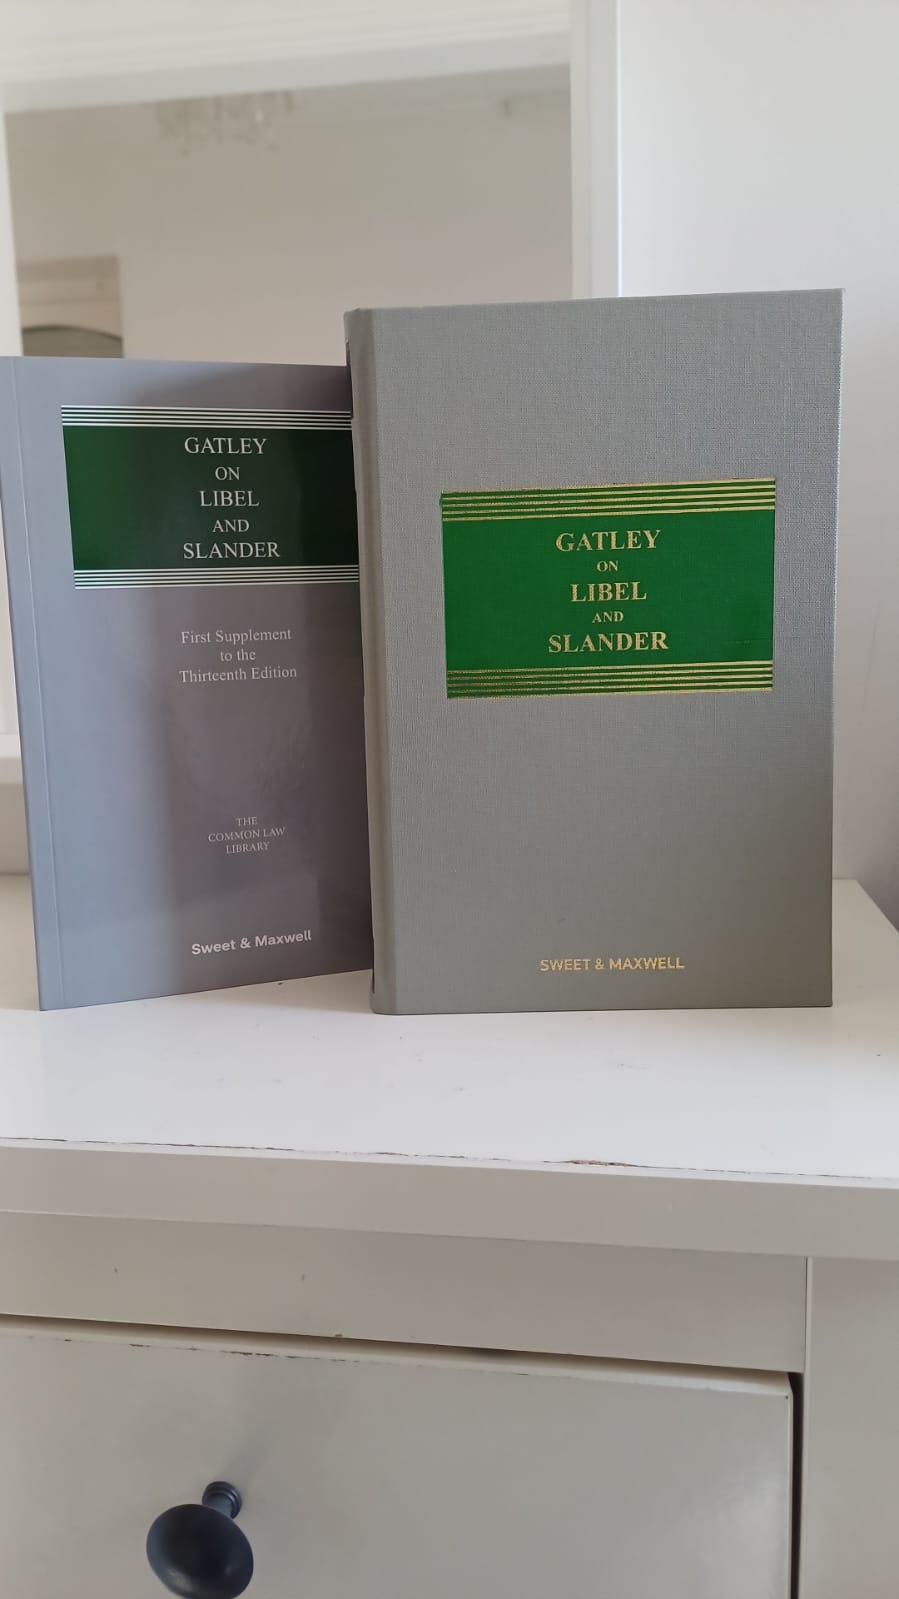 GATLEY
ON
LIBEL
AND
SLANDER
First Supplement
to the
Thirteenth Edition
THE
COMMON LAW
LIBRARY
Sweet & Maxwell
GATLEY
ON
LIBEL
AND
SLANDER
SWEET & MAXWELL